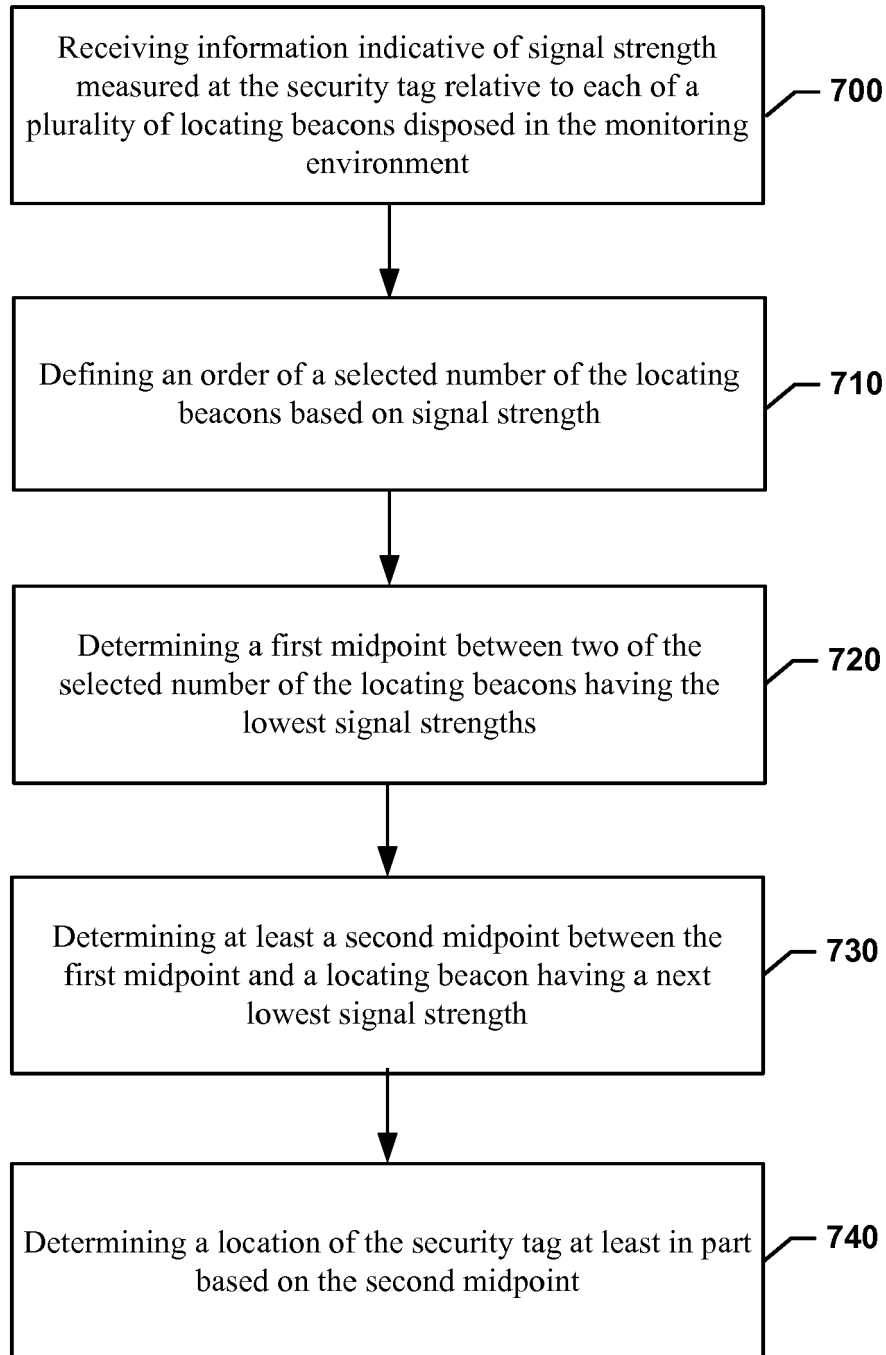 Receiving information indicative of signal strength
measured at the security tag relative to each of a
plurality of locating beacons disposed in the monitoring
environment
700
Defining an order of a selected number of the locating
beacons based on signal strength
710
Determining a first midpoint between two of the
selected number of the locating beacons having the
lowest signal strengths
720
Determining at least a second midpoint between the
first midpoint and a locating beacon having a next
lowest signal strength
730
Determining a location of the security tag at least in part
based on the second midpoint
740